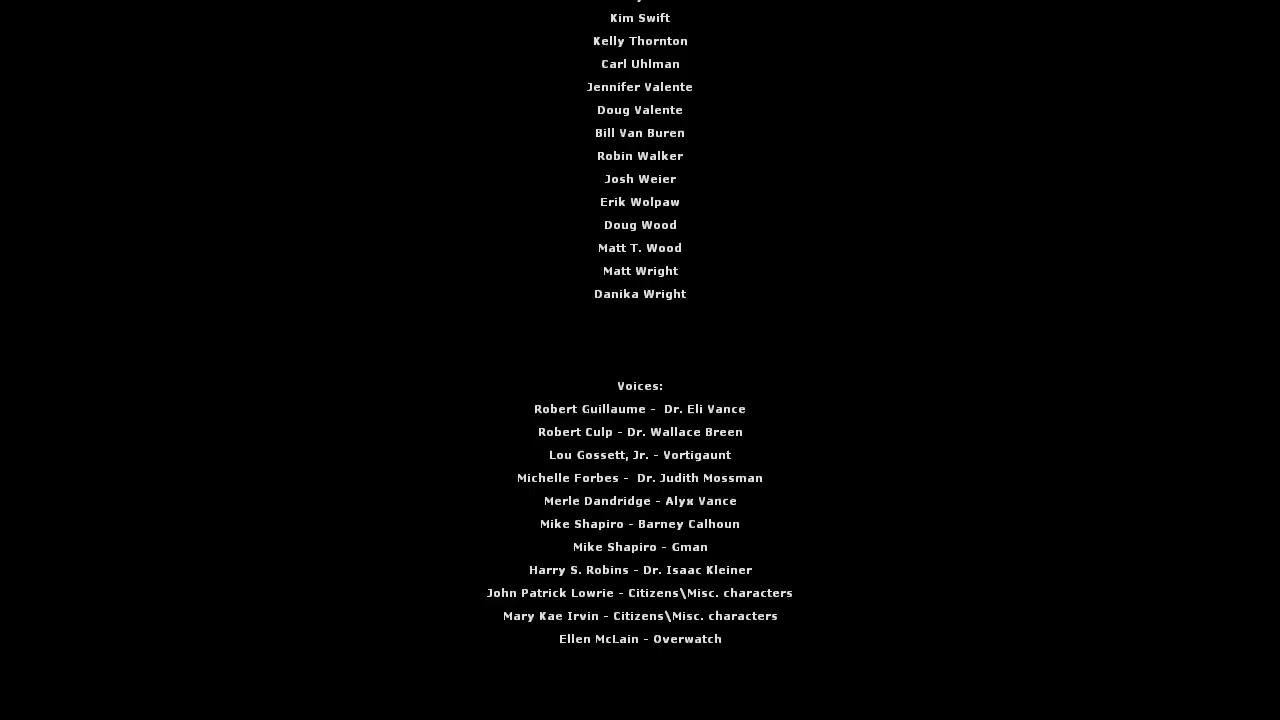 Kim Swift
Kelly Thornton
Carl Uhlman
Jennifer Valente
Doug Valente
Bill Van Buren
Robin Walker
Josh Weier
Erik Wolpaw
Doug Wood
Matt T. Wood
Matt Wright
Danika Wright
Voices:
Robert Guillaume -  Dr. Eli Vance
Robert Culp - Dr. Wallace Breen
Lou Gossett, Jr. - Vortigaunt
Michelle Forbes -  Dr. Judith Mossman
Merle Dandridge - Alyx Vance
Mike Shapiro - Barney Calhoun
Mike Shapiro - Gman
Harry S. Robins - Dr. Isaac Kleiner
John Patrick Lowrie - Citizens\Misc. characters
Mary Kae Irvin - Citizens\Misc. characters
Ellen McLain - Overwatch